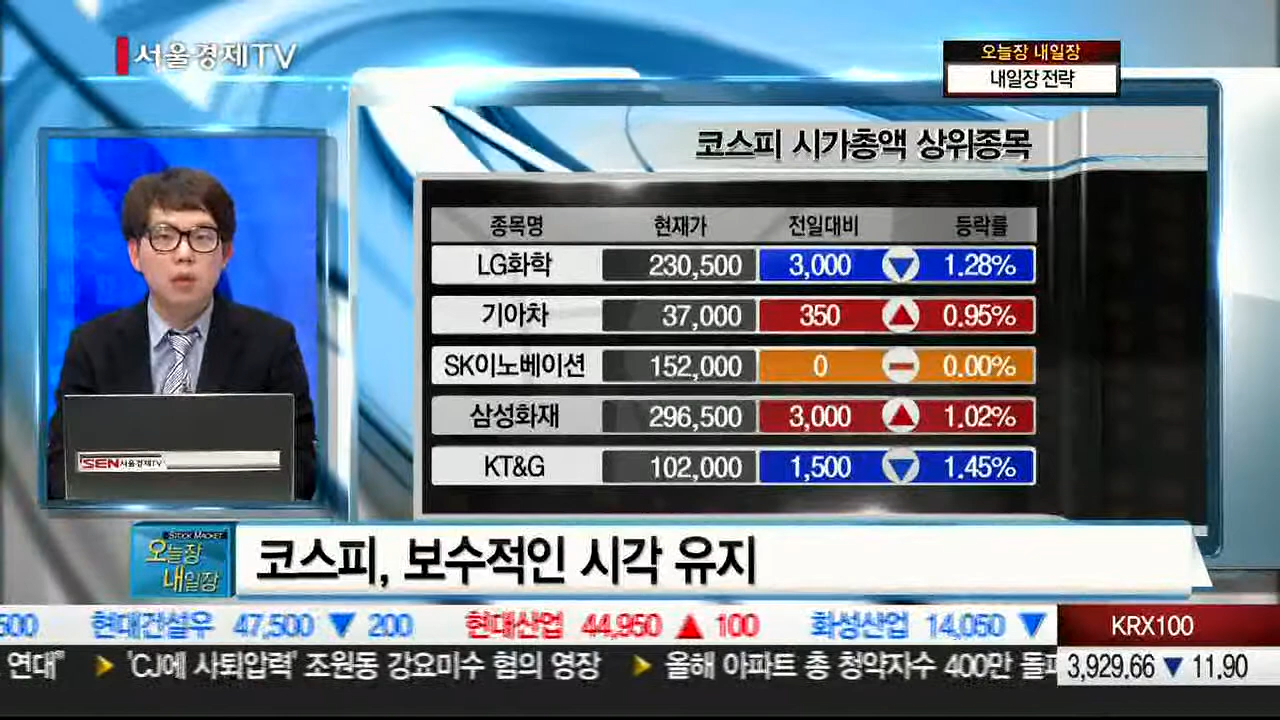 서울경제TV
오늘장 내일장
내일장 전략
코스피 시가총액 상위종목
종목명 현재가 전일대비 등락률
LG화학 230,500 3,000 ▼ 1.28%
기아차 37,000 350 ▲ 0.95%
SK이노베이션 152,000 0 − 0.00%
삼성화재 296,500 3,000 ▲ 1.02%
KT&G 102,000 1,500 ▼ 1.45%
SEN 서울경제TV
STOCK MARKET
오늘장
내일장
코스피, 보수적인 시각 유지
500 현대건설우 47,500 ▼ 200 현대산업 44,950 ▲ 100 화성산업 14,050 ▼
KRX100
연대" ▶ 'CJ에 사퇴압력' 조원동 강요미수 혐의 영장 ▶ 올해 아파트 총 청약자수 400만 돌파
3,929.66 ▼ 11.90